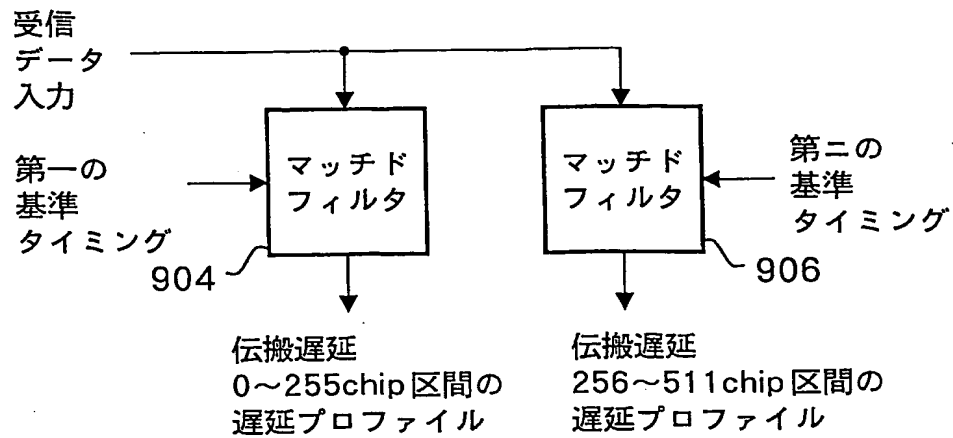 受信
データ
入力
マッチド
フィルタ
マッチド
フィルタ
第一の
基準
タイミング
第二の
基準
タイミング
904
906
伝搬遅延
0～255chip区間の
遅延プロファイル
伝搬遅延
256～511chip区間の
遅延プロファイル